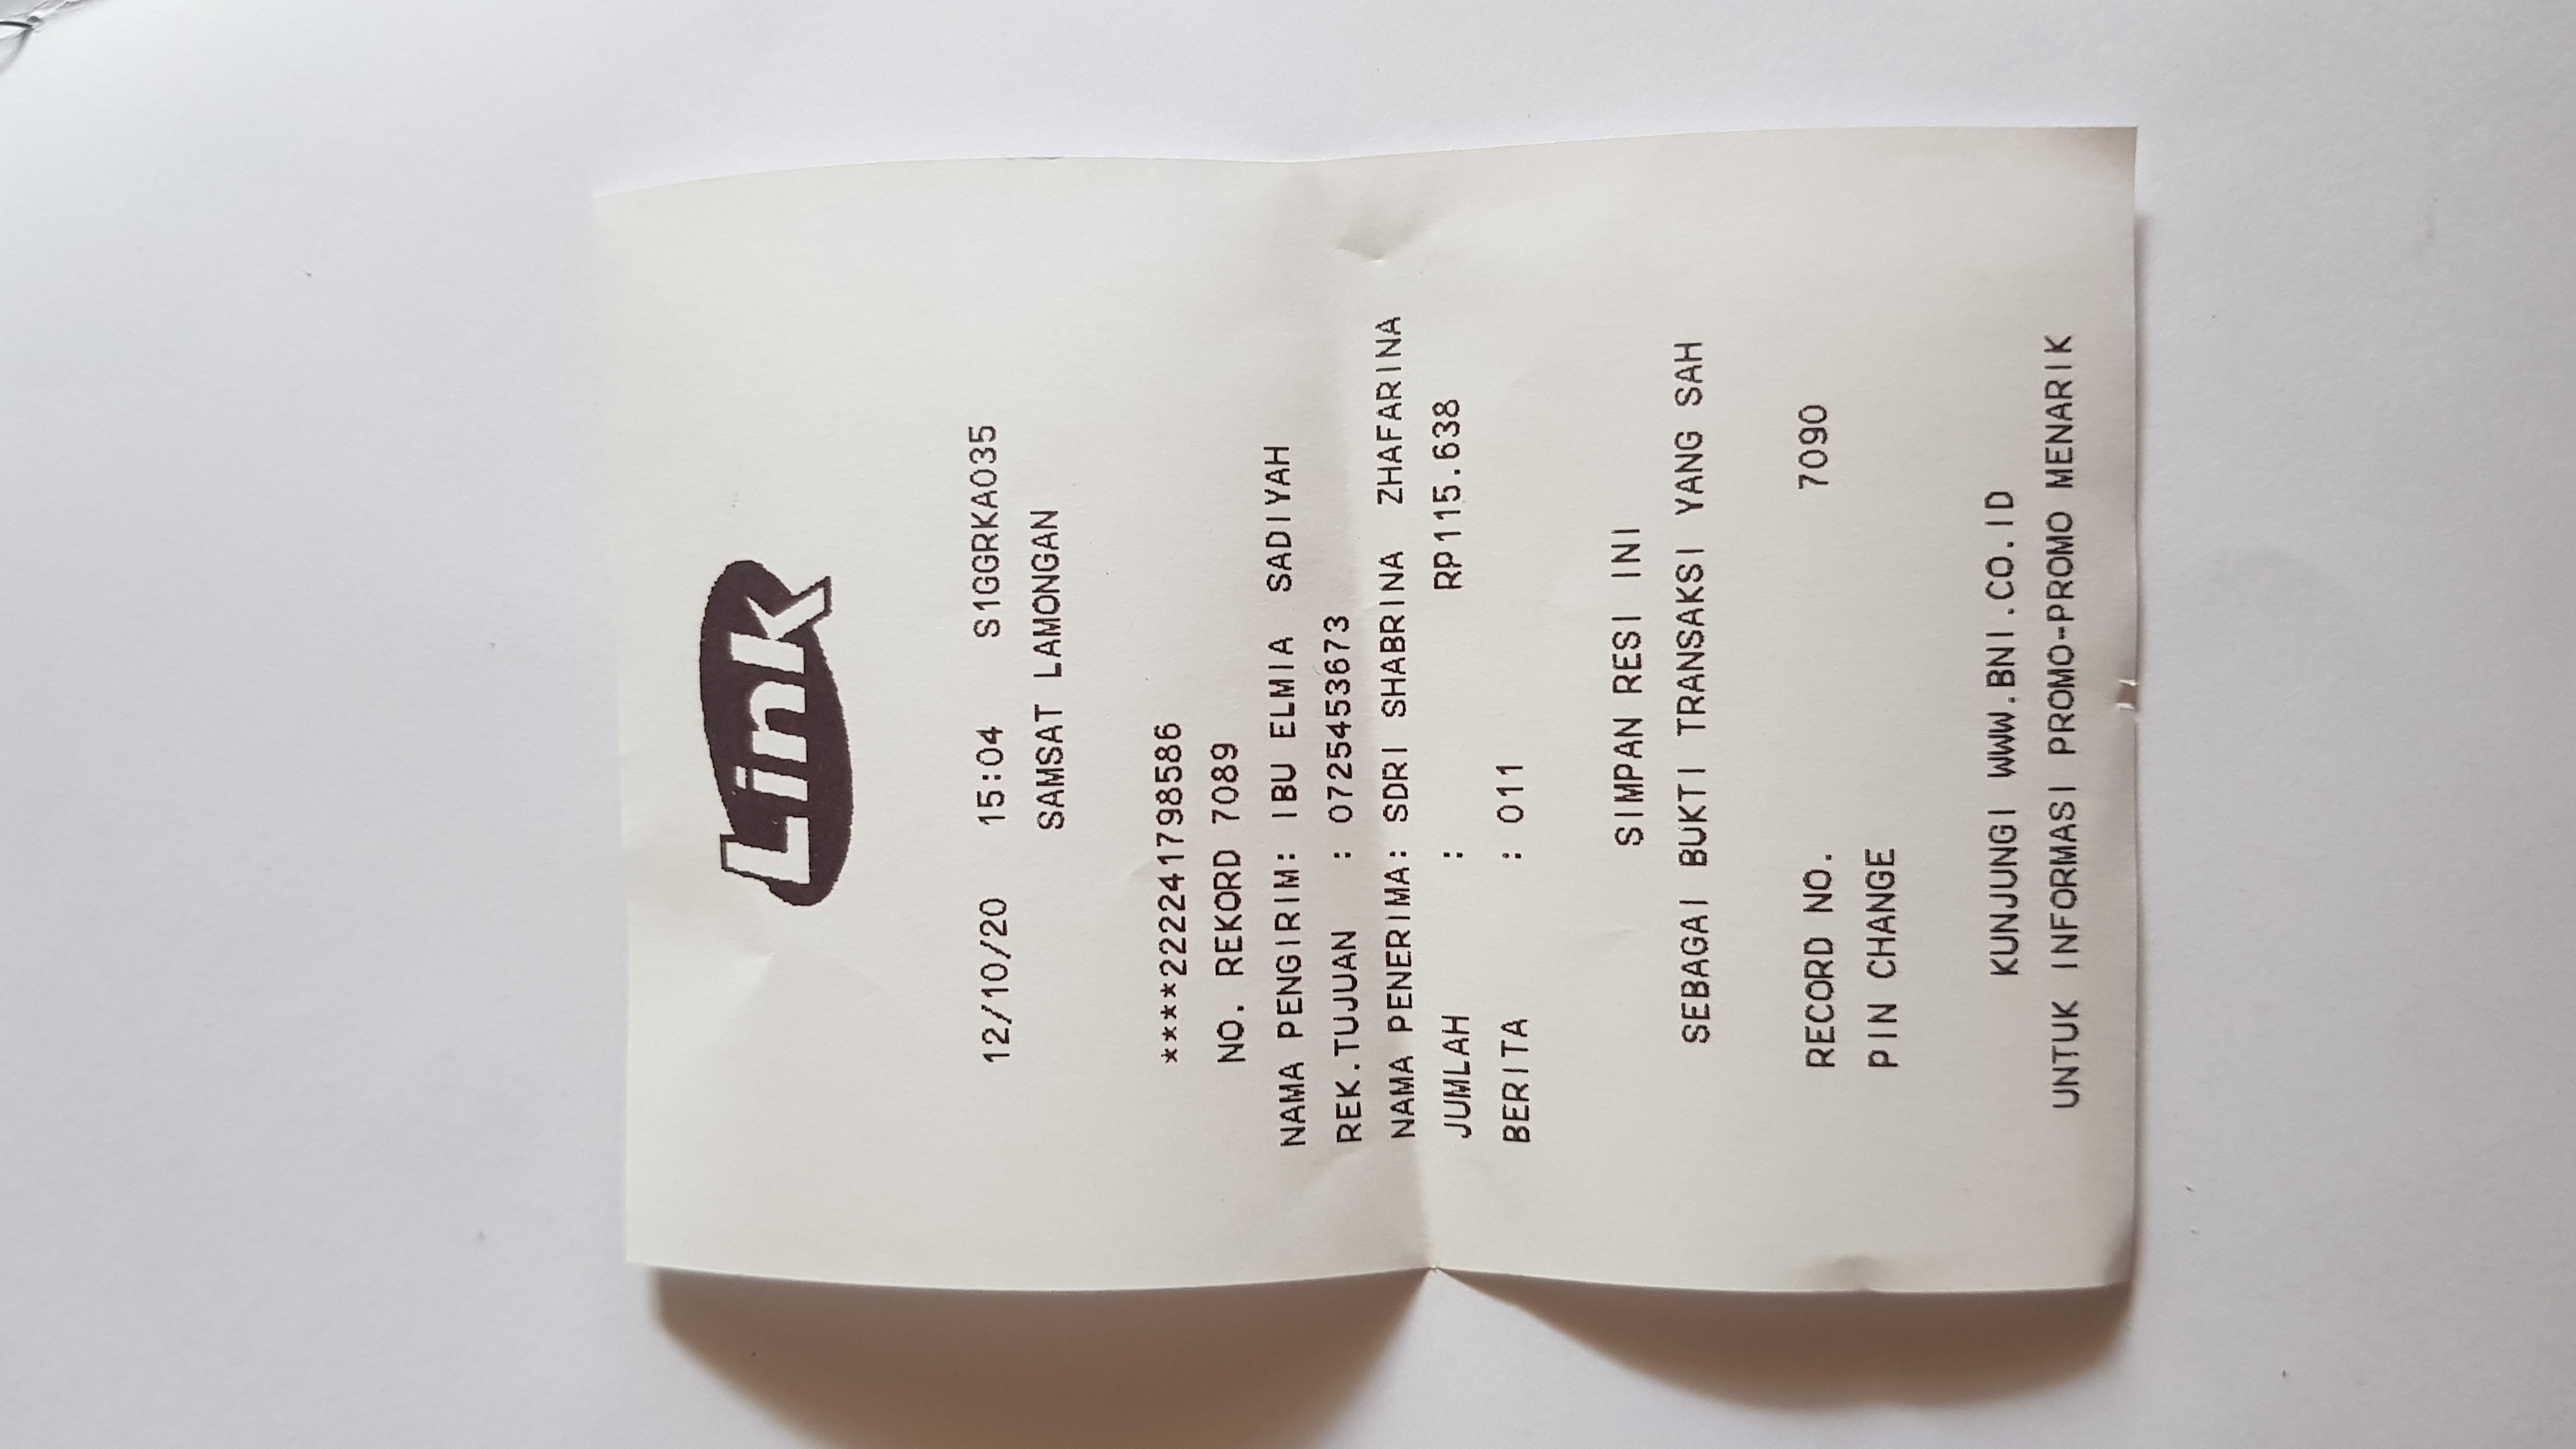 Link
12/10/20 15:04 S1GGRKA035
SAMSAT LAMONGAN
****222241798586
NO. REKORD 7089
NAMA PENGIRIM: IBU ELMIA SADIYAH
REK.TUJUAN : 0725453673
NAMA PENERIMA: SDRI SHABRINA ZHAFARINA
JUMLAH : RP115.638
BERITA : 011
SIMPAN RESI INI
SEBAGAI BUKTI TRANSAKSI YANG SAH
RECORD NO. 7090
PIN CHANGE
KUNJUNGI WWW.BNI.CO.ID
UNTUK INFORMASI PROMO-PROMO MENARIK